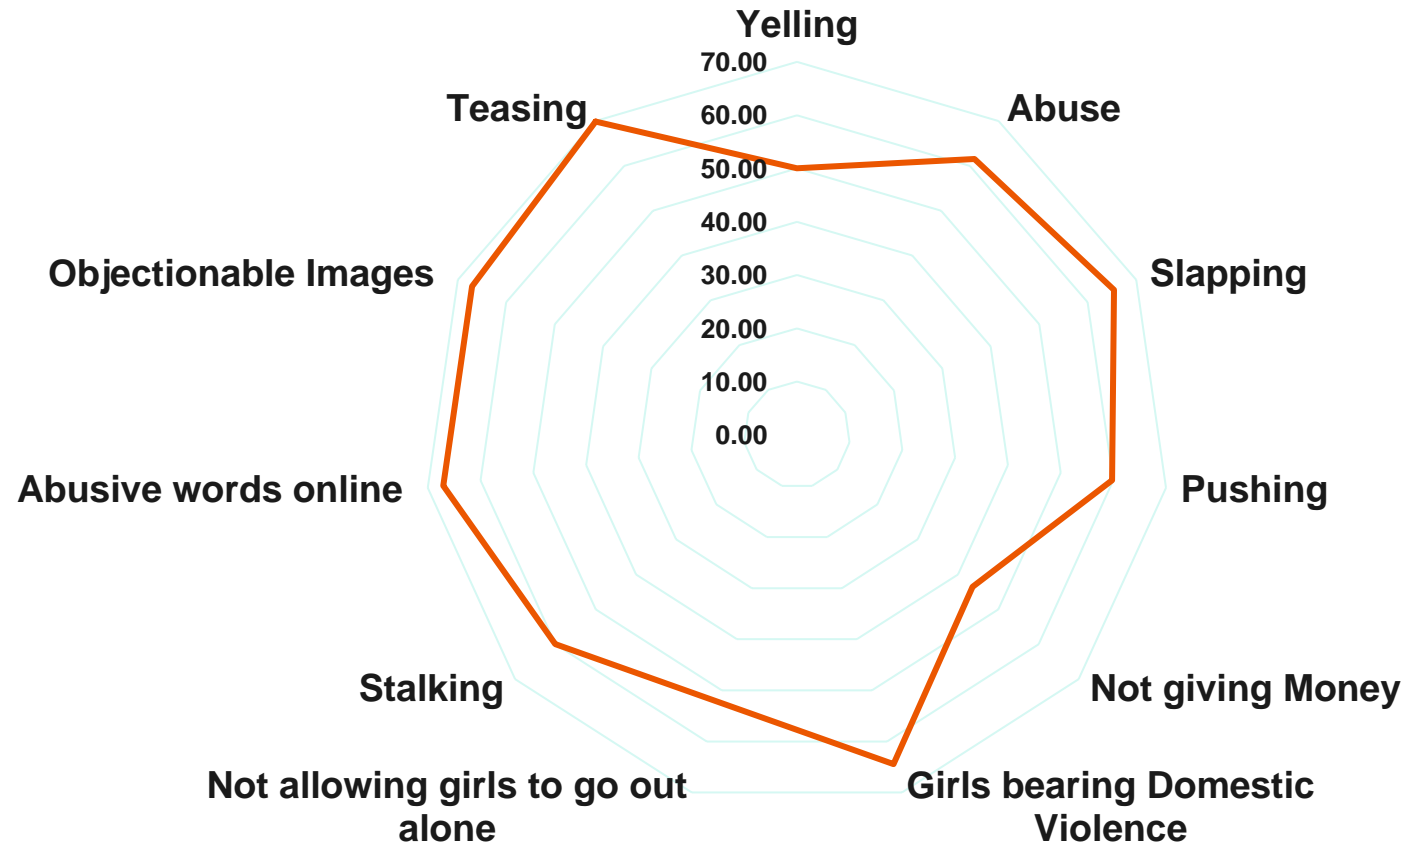 Yelling
70.00
60.00
50.00
40.00
30.00
20.00
10.00
0.00
Abuse
Slapping
Pushing
Not giving Money
Girls bearing Domestic
Violence
Not allowing girls to go out
alone
Stalking
Abusive words online
Objectionable Images
Teasing